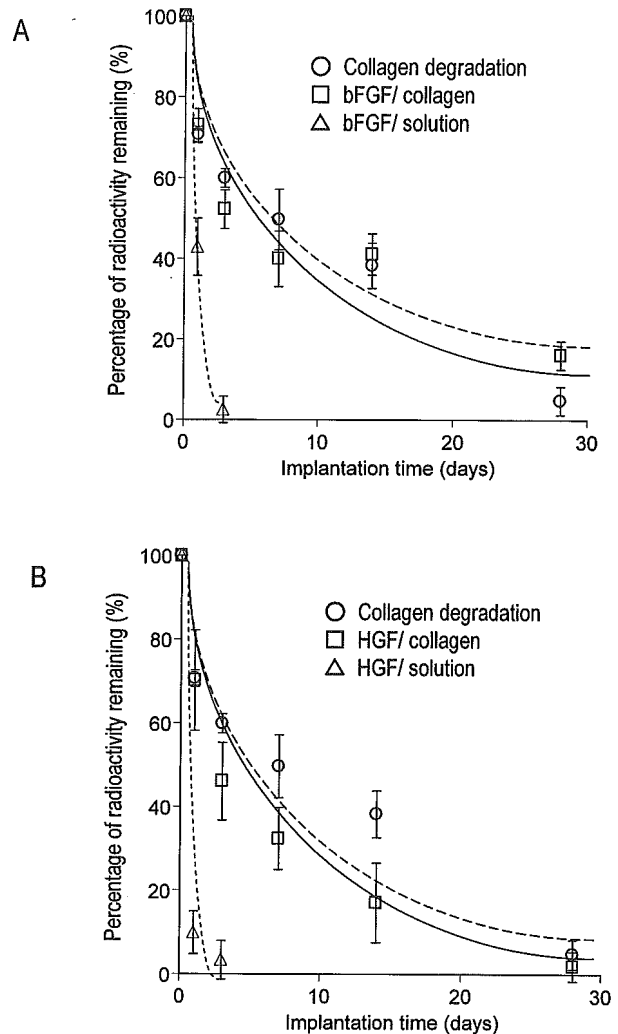 A
Percentage of radioactivity remaining (%)
100
80
60
40
20
0
Collagen degradation
bFGF/ collagen
bFGF/ solution
0 10 20 30
Implantation time (days)
B
Percentage of radioactivity remaining (%)
100
80
60
40
20
0
Collagen degradation
HGF/ collagen
HGF/ solution
0 10 20 30
Implantation time (days)